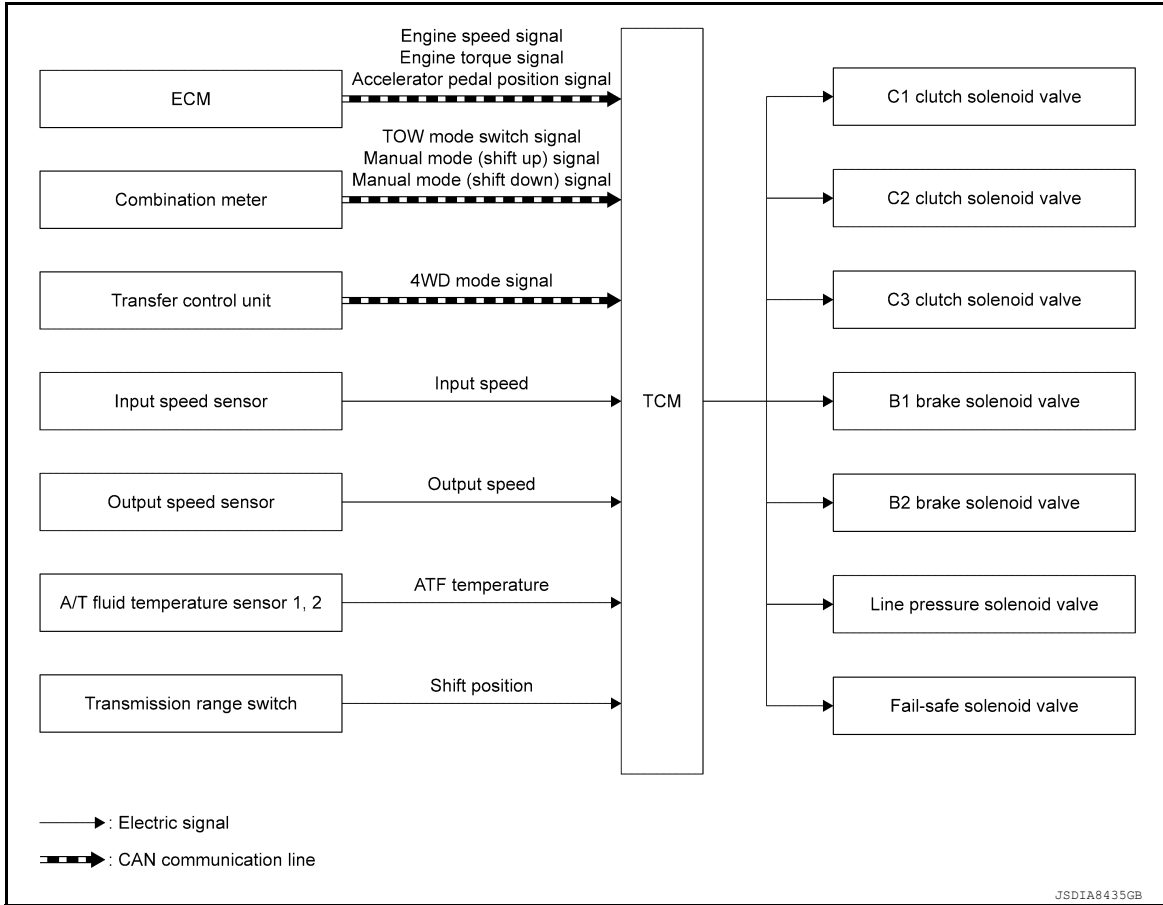 Engine speed signal
Engine torque signal
Accelerator pedal position signal
ECM
TOW mode switch signal
Manual mode (shift up) signal
Manual mode (shift down) signal
Combination meter
4WD mode signal
Transfer control unit
Input speed
Input speed sensor
Output speed
Output speed sensor
ATF temperature
A/T fluid temperature sensor 1, 2
Shift position
Transmission range switch
TCM
C1 clutch solenoid valve
C2 clutch solenoid valve
C3 clutch solenoid valve
B1 brake solenoid valve
B2 brake solenoid valve
Line pressure solenoid valve
Fail-safe solenoid valve
: Electric signal
: CAN communication line
JSDIA8435GB